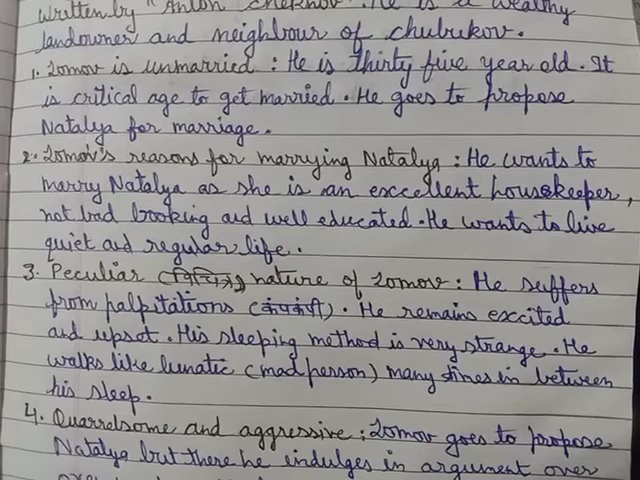 written by "Anton Chekhov. He is a wealthy
landowner and neighbour of chubukov.
1. Lomov is unmarried : He is thirty five year old. It
is critical age to get married. He goes to propose
Natalya for marriage.
2. Lomov's reasons for marrying Natalya : He wants to
marry Natalya as she is an excellent housekeeper,
not bad looking and well educated. He wants to live
quiet and regular life.
3. Peculiar (विचित्र) nature of Lomov : He suffers
from palpitations (कंपकंपी). He remains excited
and upset. His sleeping method is very strange. He
walks like lunatic (mad person) many times in between
his sleep.
4. Quarrelsome and aggressive : Lomov goes to propose
Natalya but there he indulges in argument over